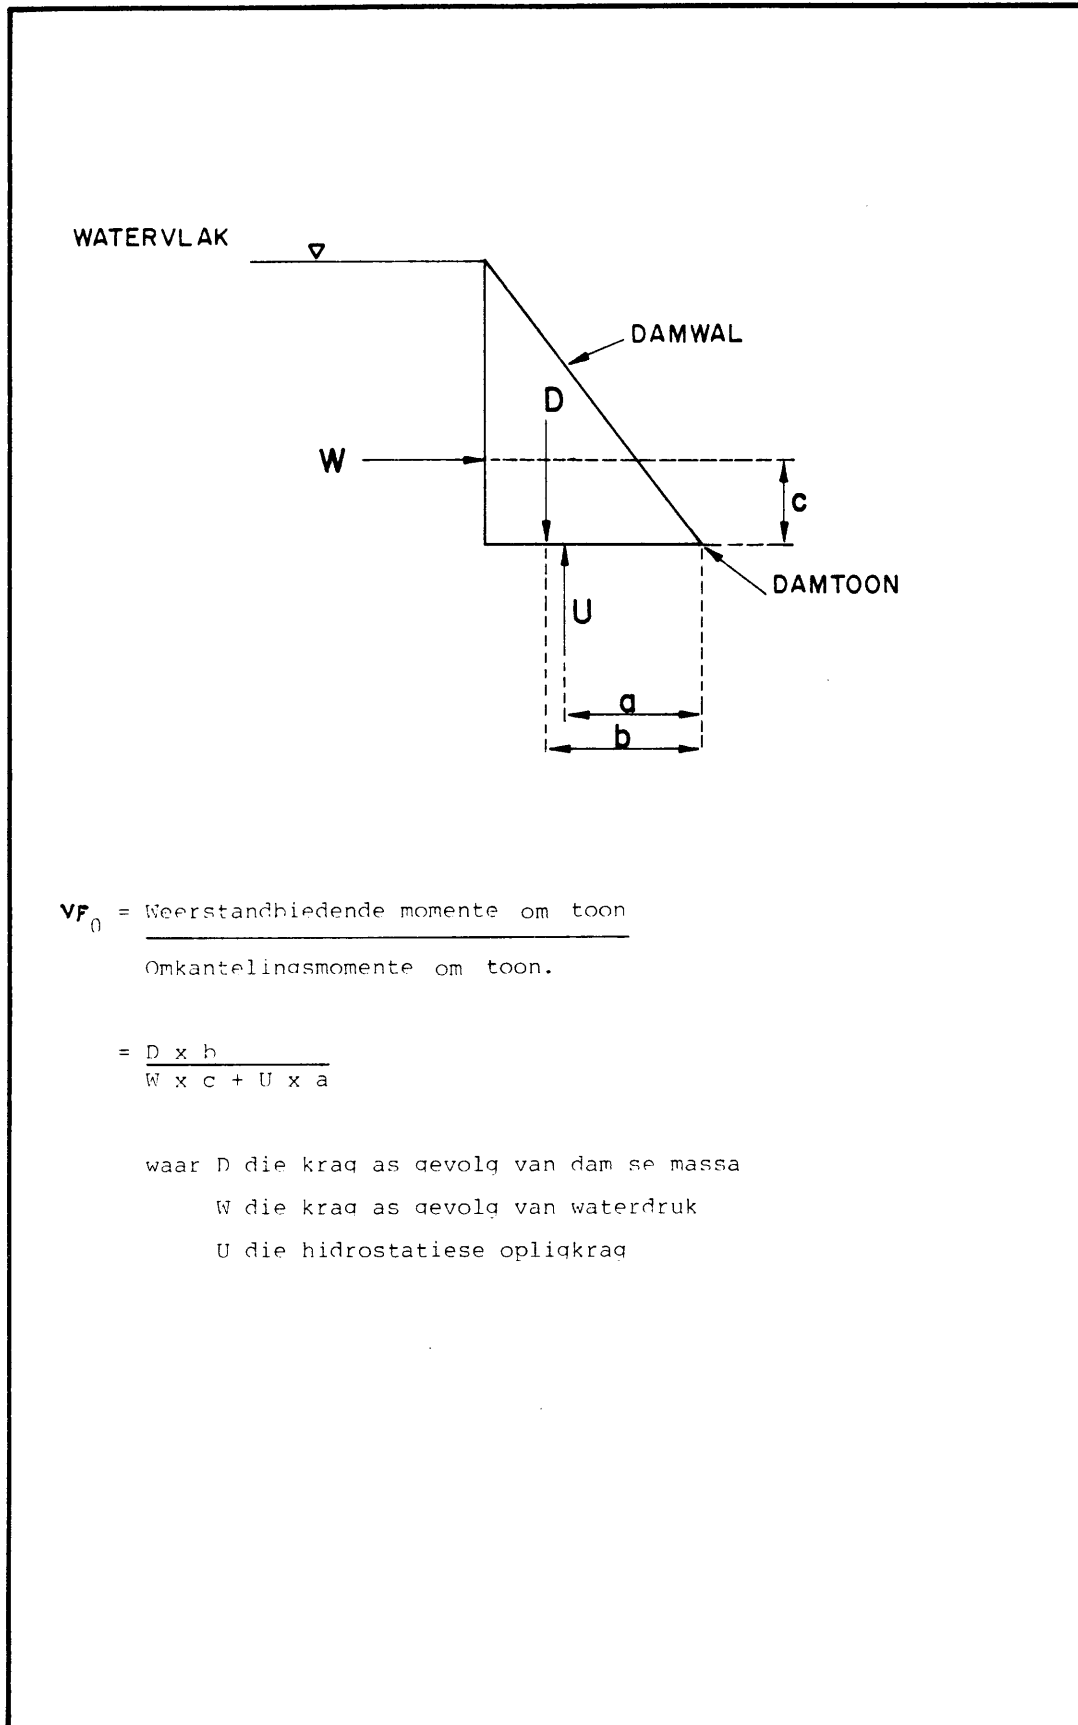 WATERVLAK
DAMWAL
D
W
c
DAMTOON
U
a
b
VF0 = Weerstandbiedende momente om toon
Omkantelingsmomente om toon.
= D x b
W x c + U x a
waar D die krag as gevolg van dam se massa
W die krag as gevolg van waterdruk
U die hidrostatiese opligkrag